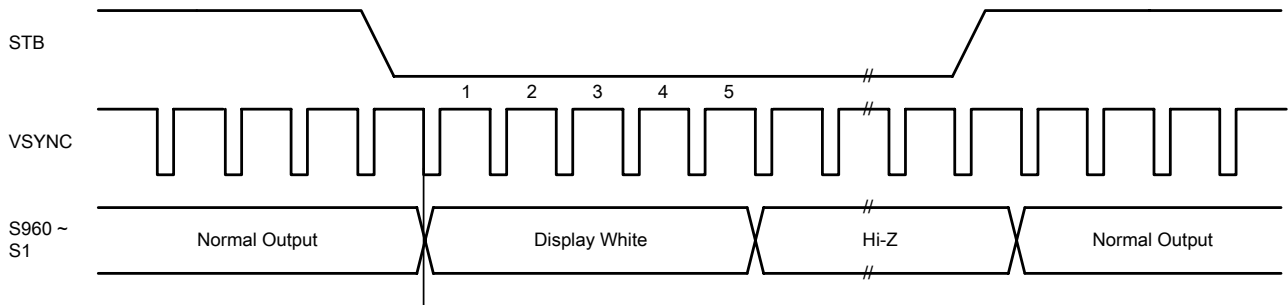 STB
1 2 3 4 5
VSYNC
S960 ~
S1
Normal Output Display White Hi-Z Normal Output